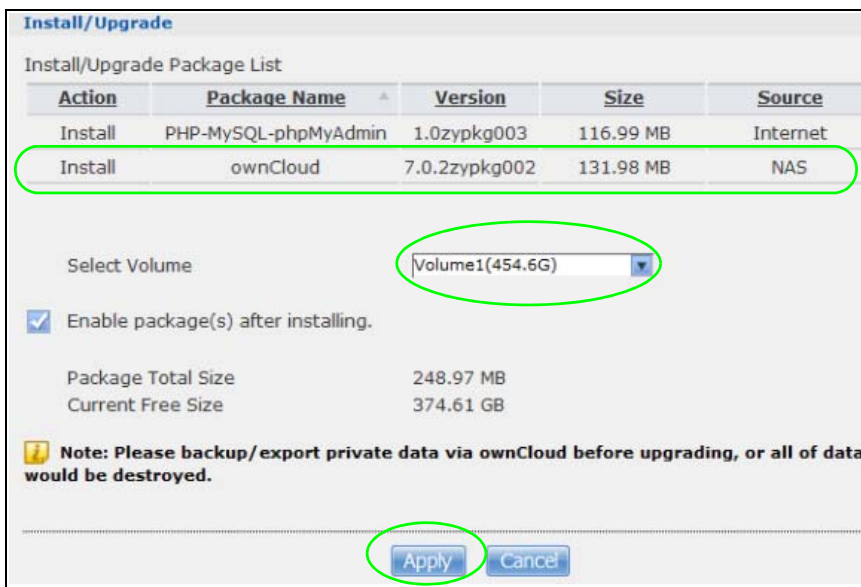 Install/Upgrade
Install/Upgrade Package List
Action Package Name Version Size Source
Install PHP-MySQL-phpMyAdmin 1.0zypkg003 116.99 MB Internet
Install ownCloud 7.0.2zypkg002 131.98 MB NAS
Select Volume Volume1(454.6G)
Enable package(s) after installing.
Package Total Size 248.97 MB
Current Free Size 374.61 GB
Note: Please backup/export private data via ownCloud before upgrading, or all of data
would be destroyed.
Apply Cancel